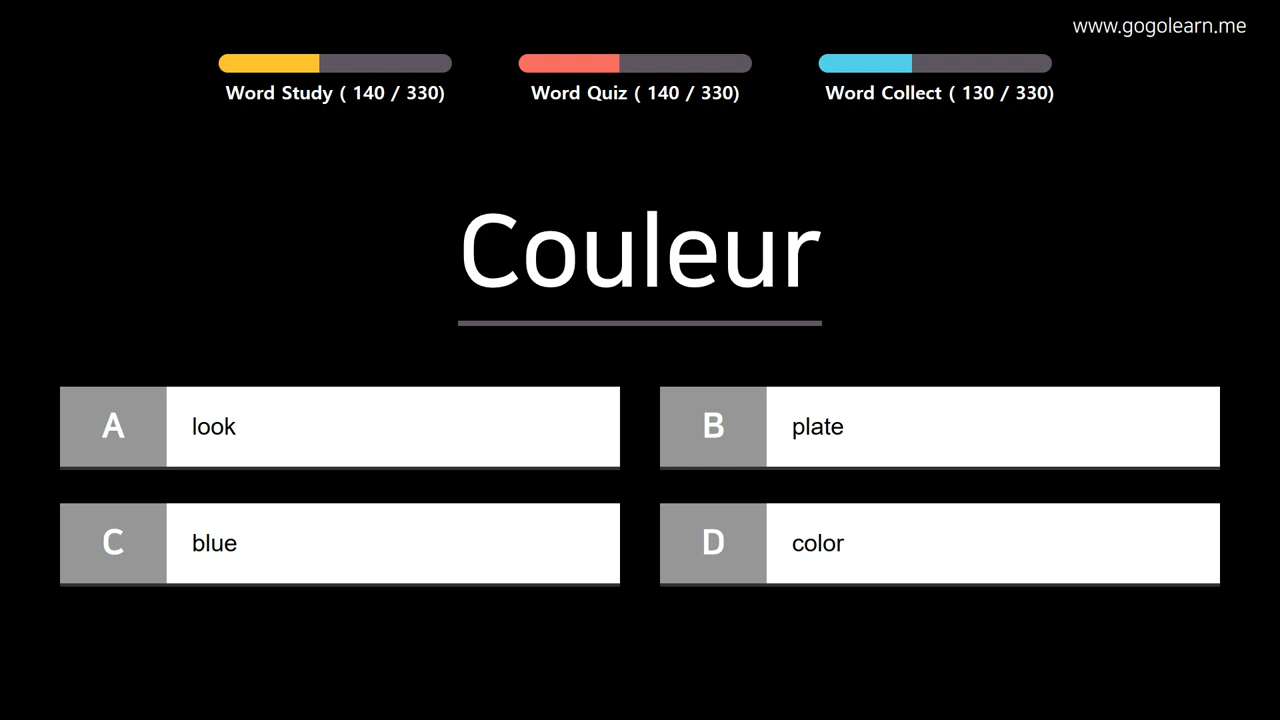 www.gogolearn.me
Word Study ( 140 / 330)
Word Quiz ( 140 / 330)
Word Collect ( 130 / 330)
Couleur
A look
B plate
C blue
D color